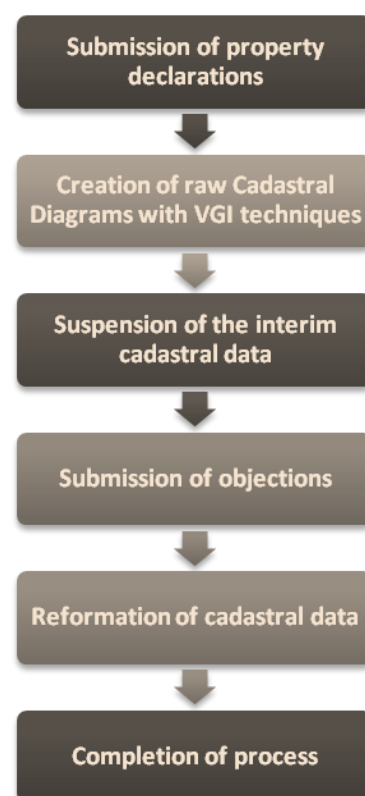 Submission of property
declarations
Creation of raw Cadastral
Diagrams with VGI techniques
Suspension of the interim
cadastral data
Submission of objections
Reformation of cadastral data
Completion of process